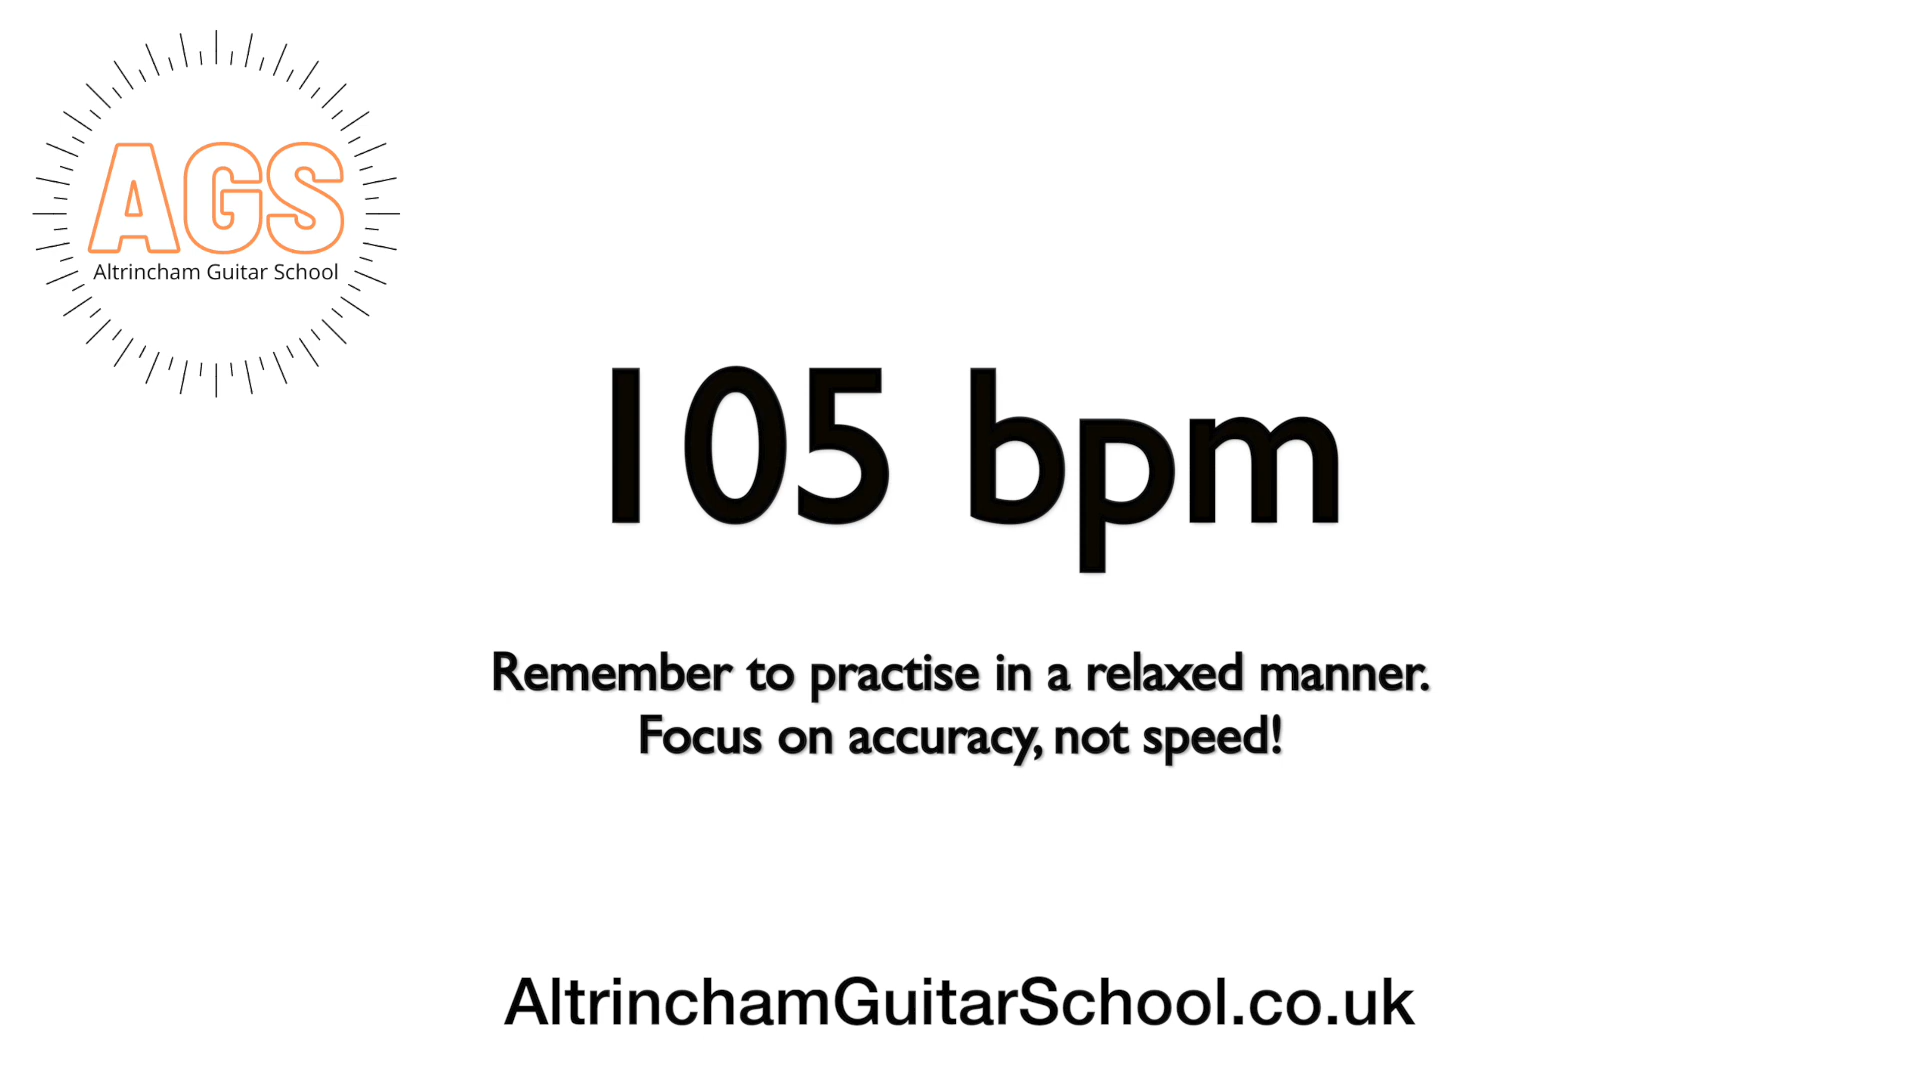 AGS
Altrincham Guitar School
105 bpm
Remember to practise in a relaxed manner.
Focus on accuracy, not speed!
AltrinchamGuitarSchool.co.uk